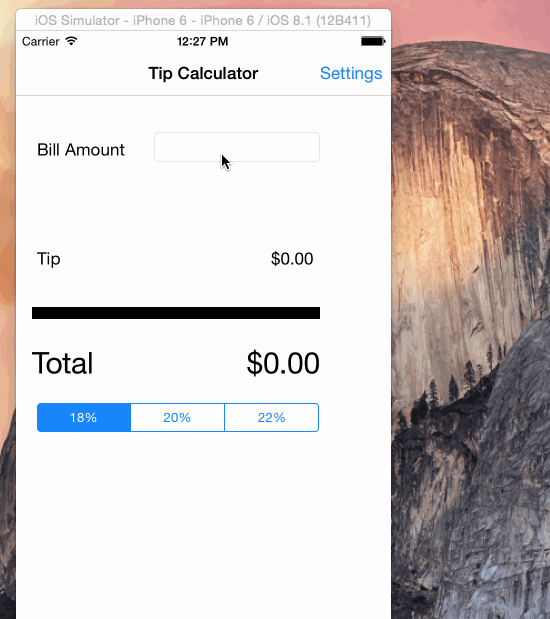 iOS Simulator - iPhone 6 - iPhone 6 / iOS 8.1 (12B411)
Carrier 12:27 PM
Tip Calculator Settings
Bill Amount
Tip $0.00
Total $0.00
18% 20% 22%